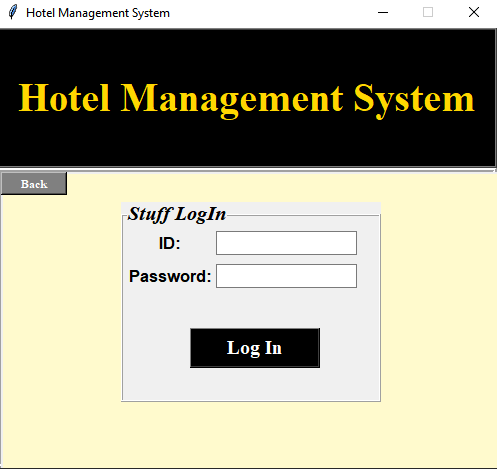 Hotel Management System
Hotel Management System
Back
Stuff LogIn
ID:
Password:
Log In